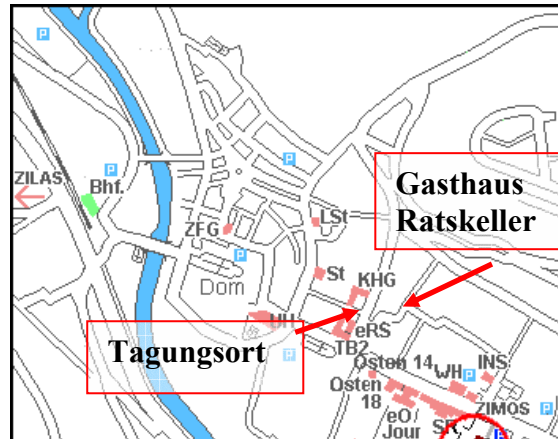 P
P
ZILAS
Bhf.
P
P
Gasthaus
Ratskeller
ZFG
LSt
P
Dom
St
KHG
UH
Tagungsort
eRS
TB2
P
Osten 14
Osten
18
WH
P
INS
ZIMOS
eO/
Jour
SR
P